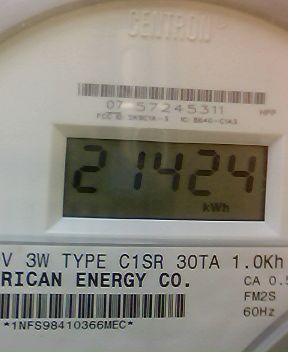 CENTRON
07 57245311
HPP
21424
kWh
V 3W TYPE C1SR 30TA 1.0Kh
RICAN ENERGY CO.
CA 0.5
FM2S
60Hz
*1NFS98410366MEC*